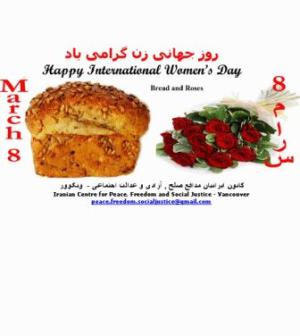 روز جهانی زن گرامی باد
Happy International Women's Day
Bread and Roses
March 8
8 مارس
کانون ایرانیان مدافع صلح , آزادی و عدالت اجتماعی - ونکوور
Iranian Centre for Peace, Freedom and Social Justice - Vancouver
peace.freedom.socialjustice@gmail.com